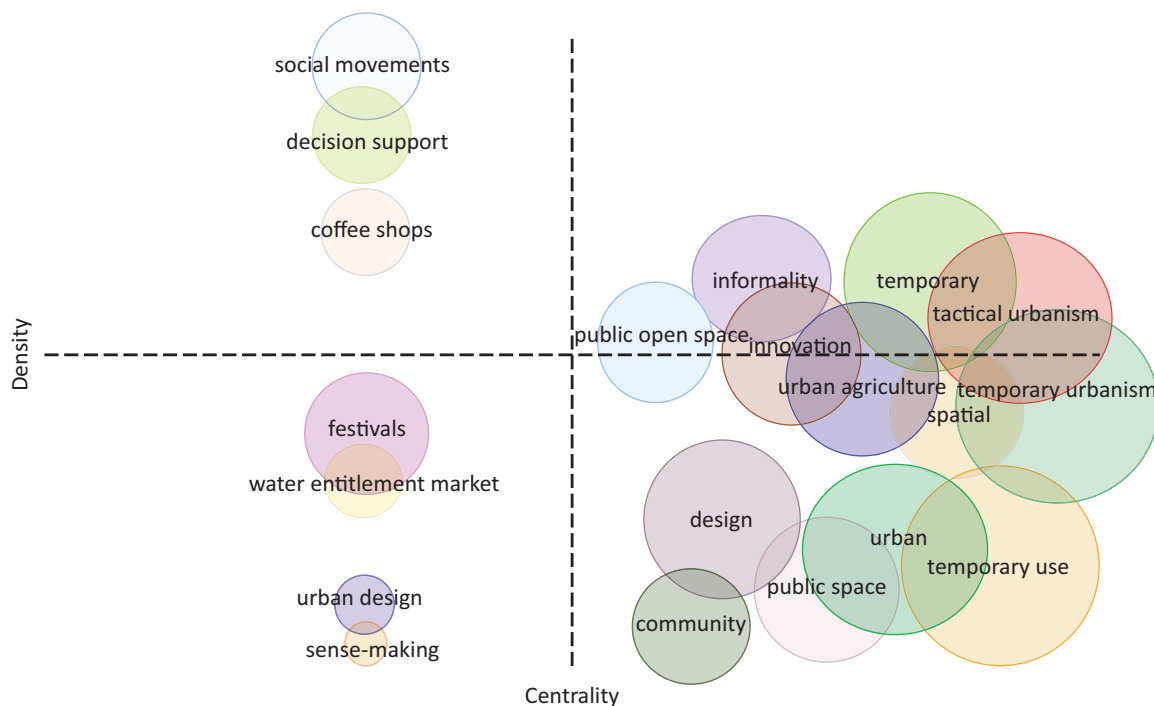 social movements
decision support
coffee shops
informality
temporary
tactical urbanism
public open space
innovation
urban agriculture
temporary urbanism
spatial
Density
festivals
water entitlement market
design
urban
temporary use
public space
urban design
community
sense-making
Centrality